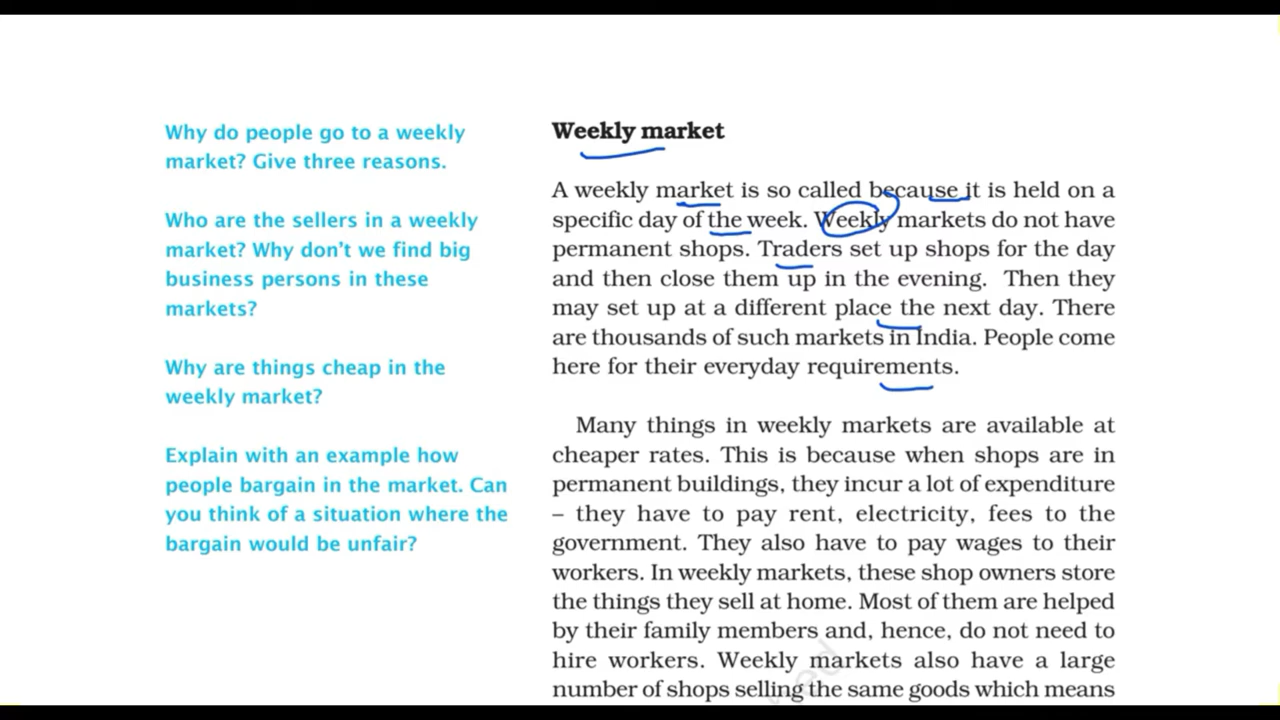 Why do people go to a weekly
market? Give three reasons.
Who are the sellers in a weekly
market? Why don't we find big
business persons in these
markets?
Why are things cheap in the
weekly market?
Explain with an example how
people bargain in the market. Can
you think of a situation where the
bargain would be unfair?
Weekly market
A weekly market is so called because it is held on a
specific day of the week. Weekly markets do not have
permanent shops. Traders set up shops for the day
and then close them up in the evening. Then they
may set up at a different place the next day. There
are thousands of such markets in India. People come
here for their everyday requirements.
Many things in weekly markets are available at
cheaper rates. This is because when shops are in
permanent buildings, they incur a lot of expenditure
– they have to pay rent, electricity, fees to the
government. They also have to pay wages to their
workers. In weekly markets, these shop owners store
the things they sell at home. Most of them are helped
by their family members and, hence, do not need to
hire workers. Weekly markets also have a large
number of shops selling the same goods which means